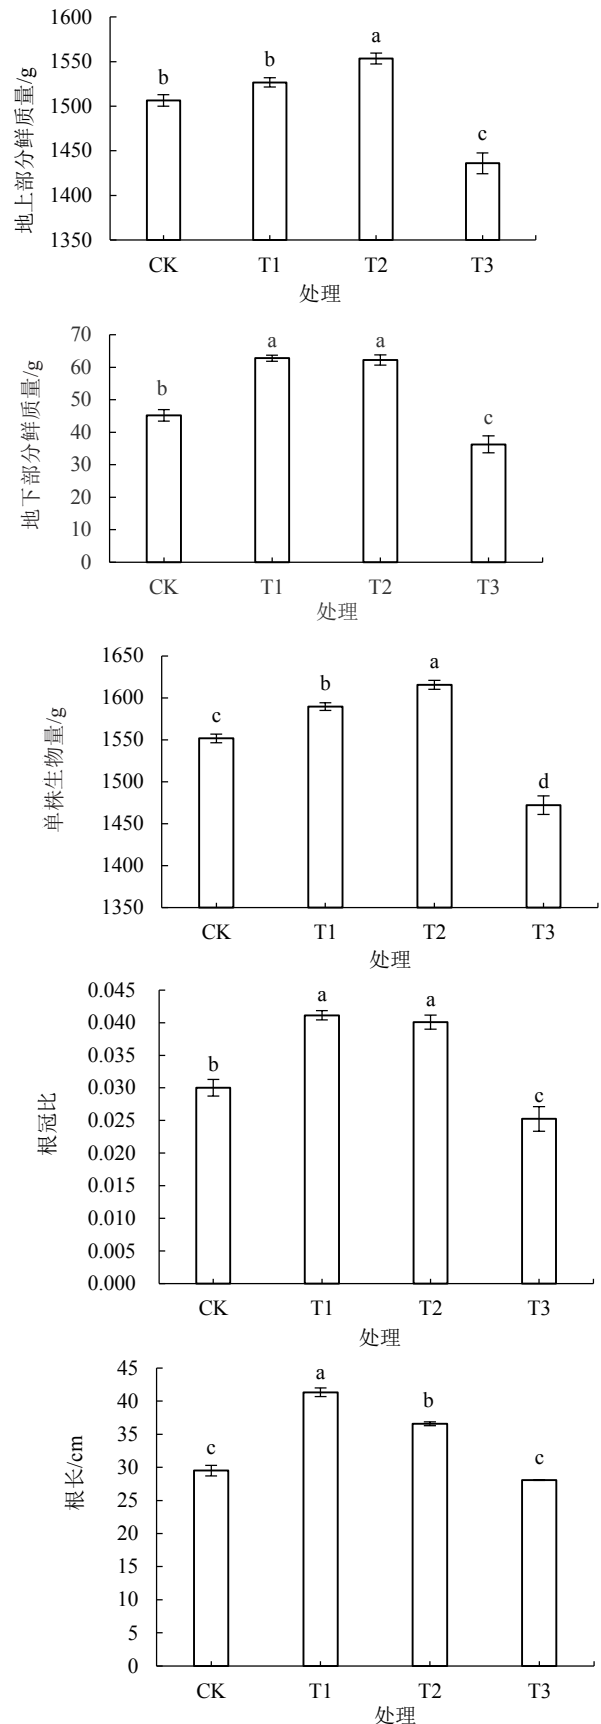 1600
1550
1500
1450
1400
1350
地上部分鲜质量/g
b
b
a
c
CK T1 T2 T3
处理
70
60
50
40
30
20
10
0
地下部分鲜质量/g
b
a
a
c
CK T1 T2 T3
处理
1650
1600
1550
1500
1450
1400
1350
单株生物量/g
c
b
a
d
CK T1 T2 T3
处理
0.045
0.040
0.035
0.030
0.025
0.020
0.015
0.010
0.005
0.000
根冠比
b
a
a
c
CK T1 T2 T3
处理
45
40
35
30
25
20
15
10
5
0
根长/cm
c
a
b
c
CK T1 T2 T3
处理